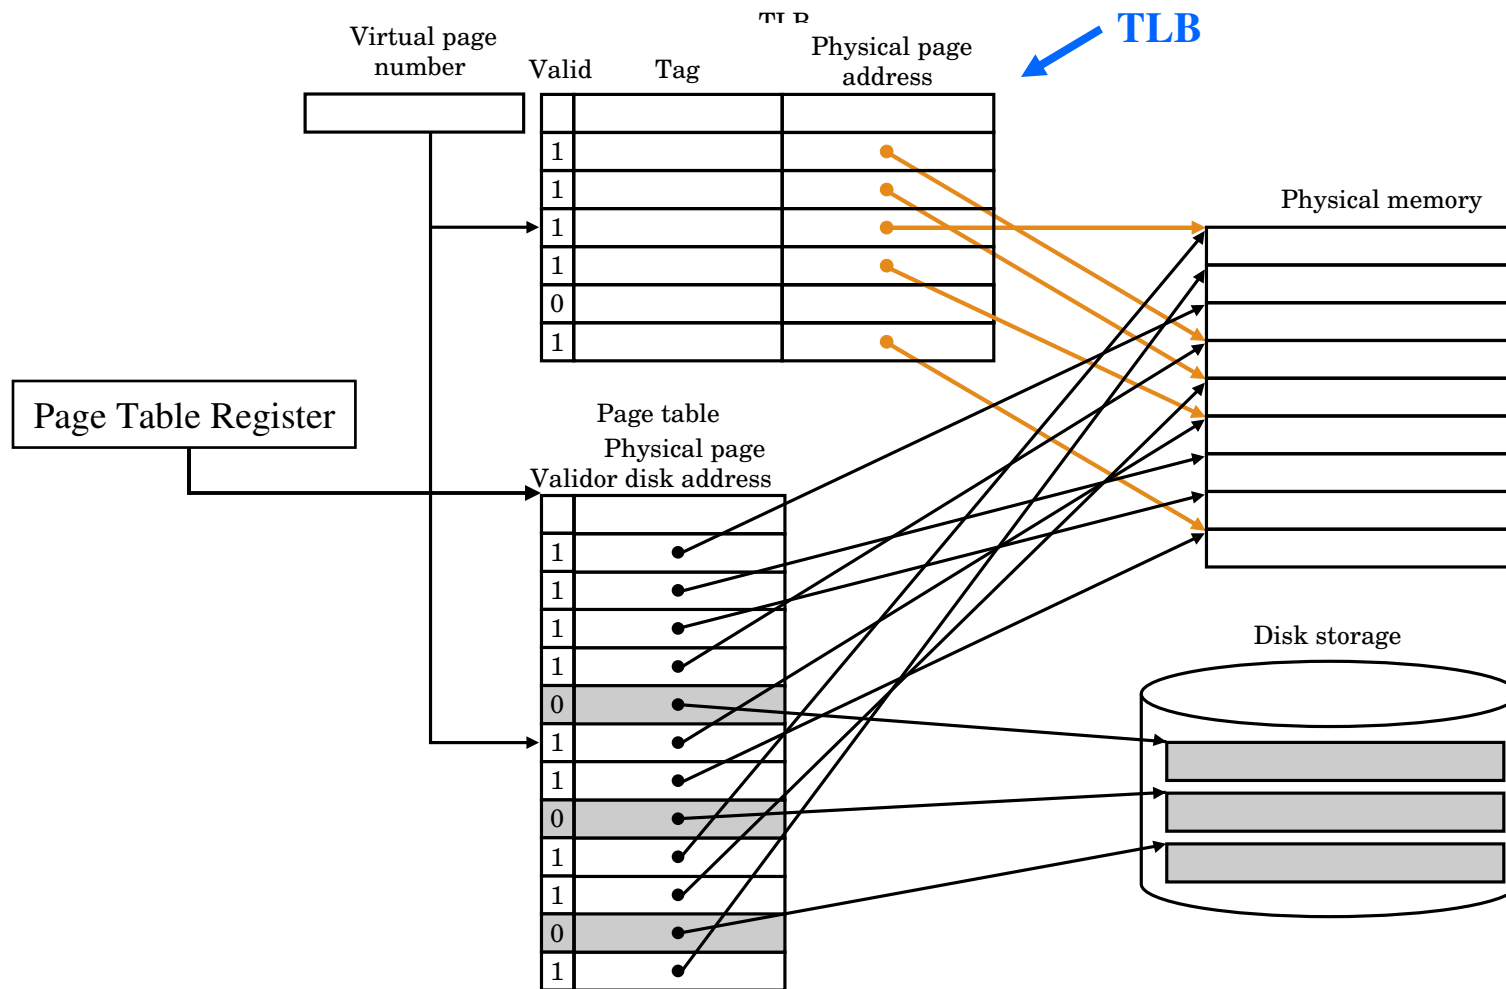 TLB
TLB
Virtual page
number
Valid
Tag
Physical page
address
1
1
1
1
0
1
Physical memory
Page Table Register
Page table
Physical page
Validor disk address
1
1
1
1
0
1
1
0
1
1
0
1
Disk storage